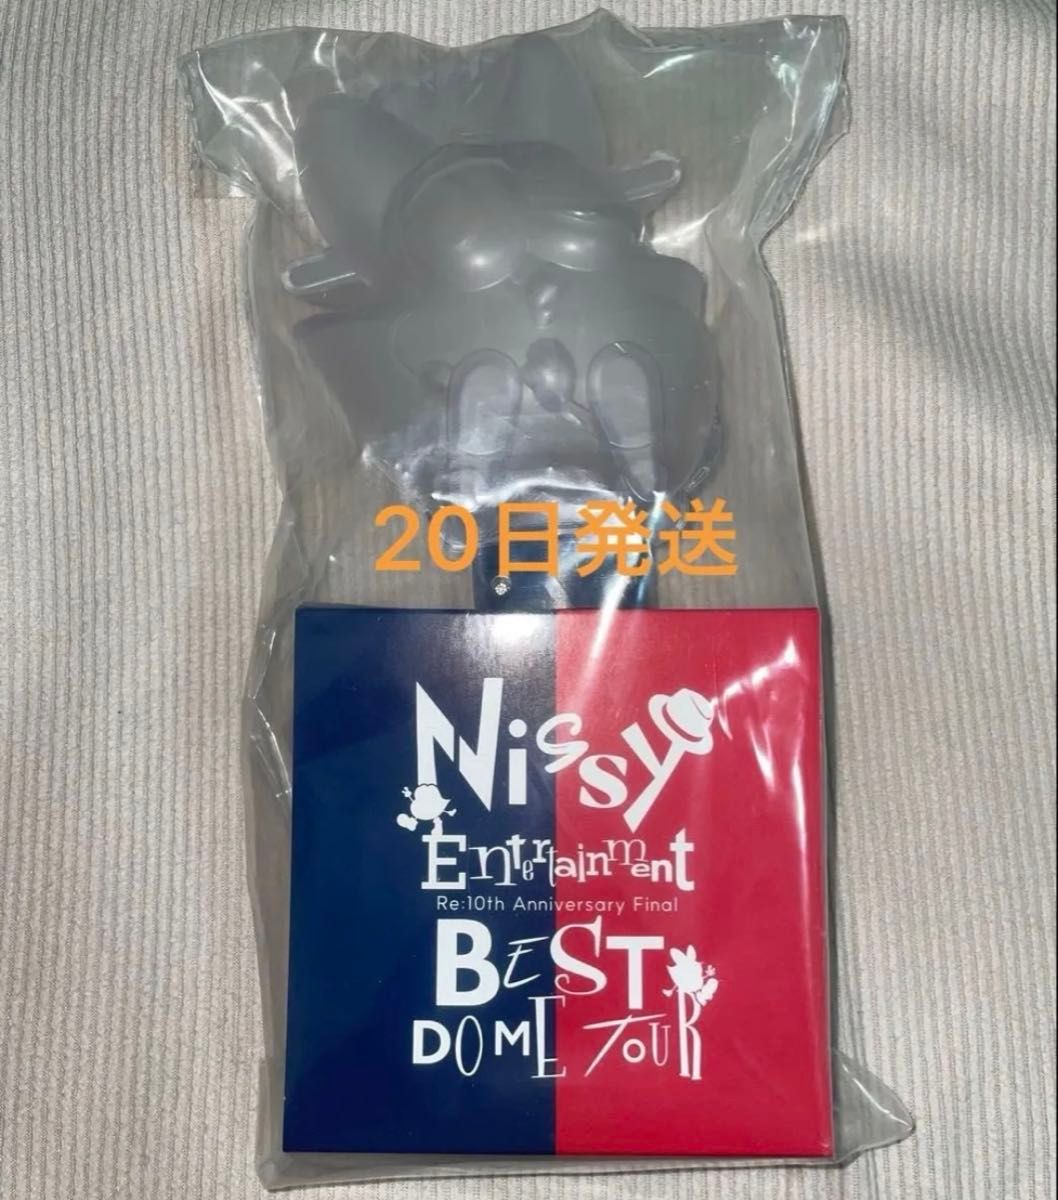 20日発送
Nissy
Entertainment
Re:10th Anniversary Final
BEST
DOME TOUR